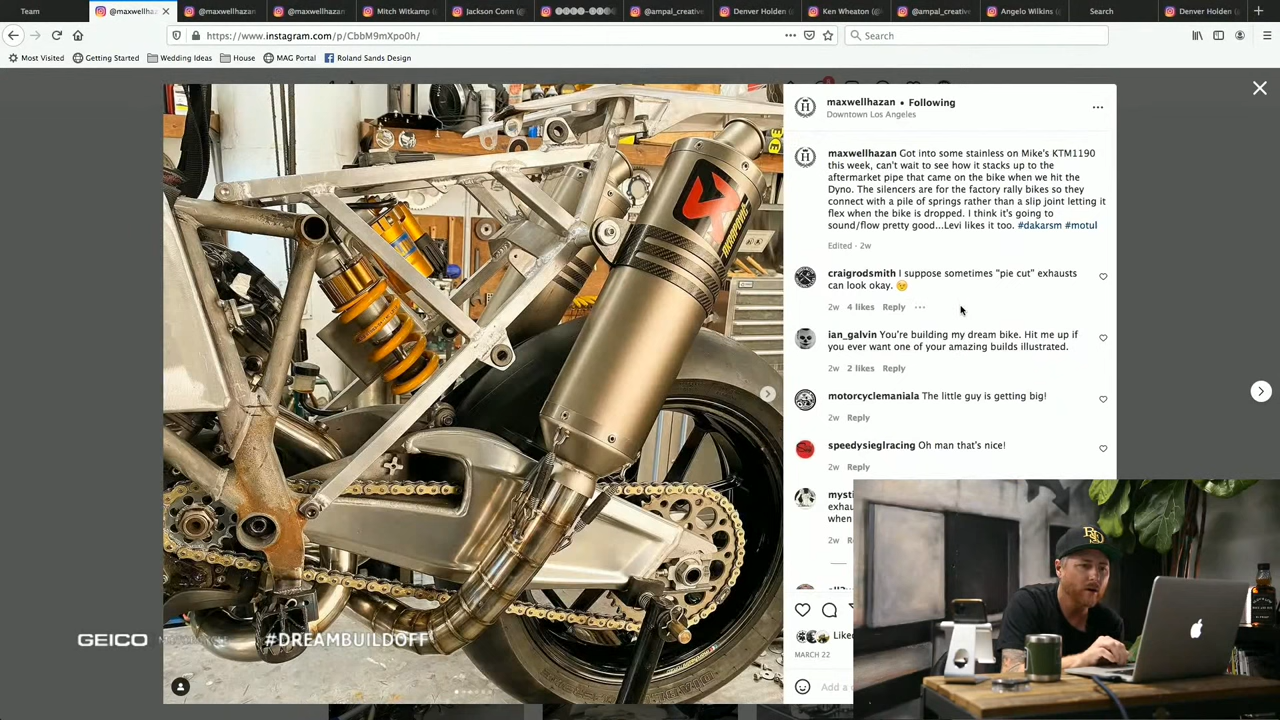 Team
@maxwellhazan
@maxwellhazan
@maxwellhazan
Mitch Witkamp (
Jackson Conn (@
@ampal_creative
Denver Holden (
Ken Wheaton (@
@ampal_creative
Angelo Wilkins (
Search
Denver Holden (
https://www.instagram.com/p/CbbM9mXpo0h/
Search
Most Visited
Getting Started
Wedding Ideas
House
MAG Portal
Roland Sands Design
maxwellhazan • Following
Downtown Los Angeles
maxwellhazan Got into some stainless on Mike's KTM1190
this week, can't wait to see how it stacks up to the
aftermarket pipe that came on the bike when we hit the
Dyno. The silencers are for the factory rally bikes so they
connect with a pile of springs rather than a slip joint letting it
flex when the bike is dropped. I think it's going to
sound/flow pretty good...Levi likes it too. #dakarsm #motul
Edited · 2w
craigrodsmith I suppose sometimes "pie cut" exhausts
can look okay. 😉
2w 4 likes Reply
ian_galvin You're building my dream bike. Hit me up if
you ever want one of your amazing builds illustrated.
2w 2 likes Reply
motorcyclemaniala The little guy is getting big!
2w Reply
speedysieglracing Oh man that's nice!
2w Reply
mysti
exhau
when
2w R
Liked
MARCH 22
Add a
AKRAPOVIČ
GEICO
#DREAMBUILDOFF